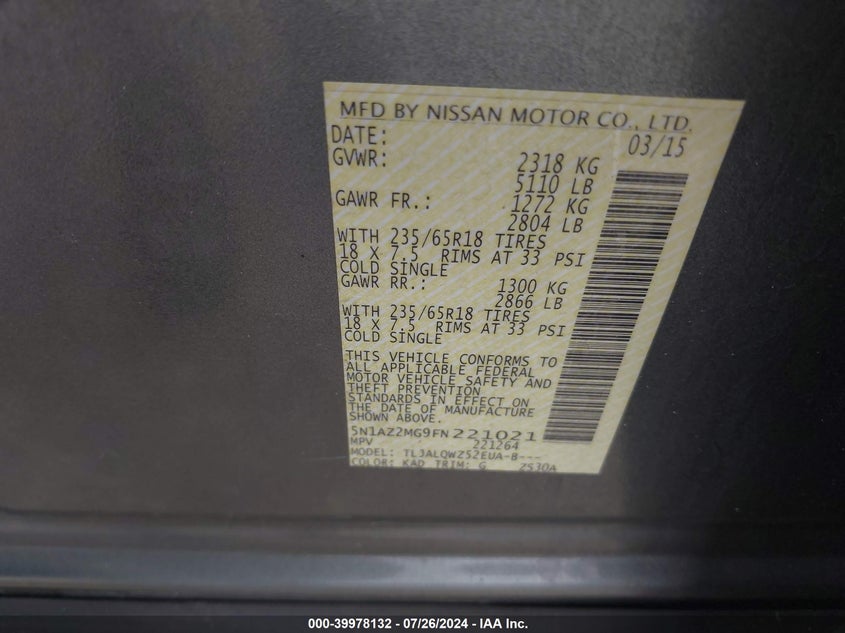 MFD BY NISSAN MOTOR CO., LTD.
DATE: 03/15
GVWR: 2318 KG
5110 LB
GAWR FR.: 1272 KG
2804 LB
WITH 235/65R18 TIRES
18 X 7.5 RIMS AT 33 PSI
COLD SINGLE
GAWR RR.: 1300 KG
2866 LB
WITH 235/65R18 TIRES
18 X 7.5 RIMS AT 33 PSI
COLD SINGLE
THIS VEHICLE CONFORMS TO
ALL APPLICABLE FEDERAL
MOTOR VEHICLE SAFETY AND
THEFT PREVENTION
STANDARDS IN EFFECT ON
THE DATE OF MANUFACTURE
SHOWN ABOVE.
5N1AZ2MG9FN221021
MPV 221264
MODEL: TLJALQWZ52EUA-B---
COLOR: KAD TRIM: G Z530A
000-39978132 - 07/26/2024 - IAA Inc.